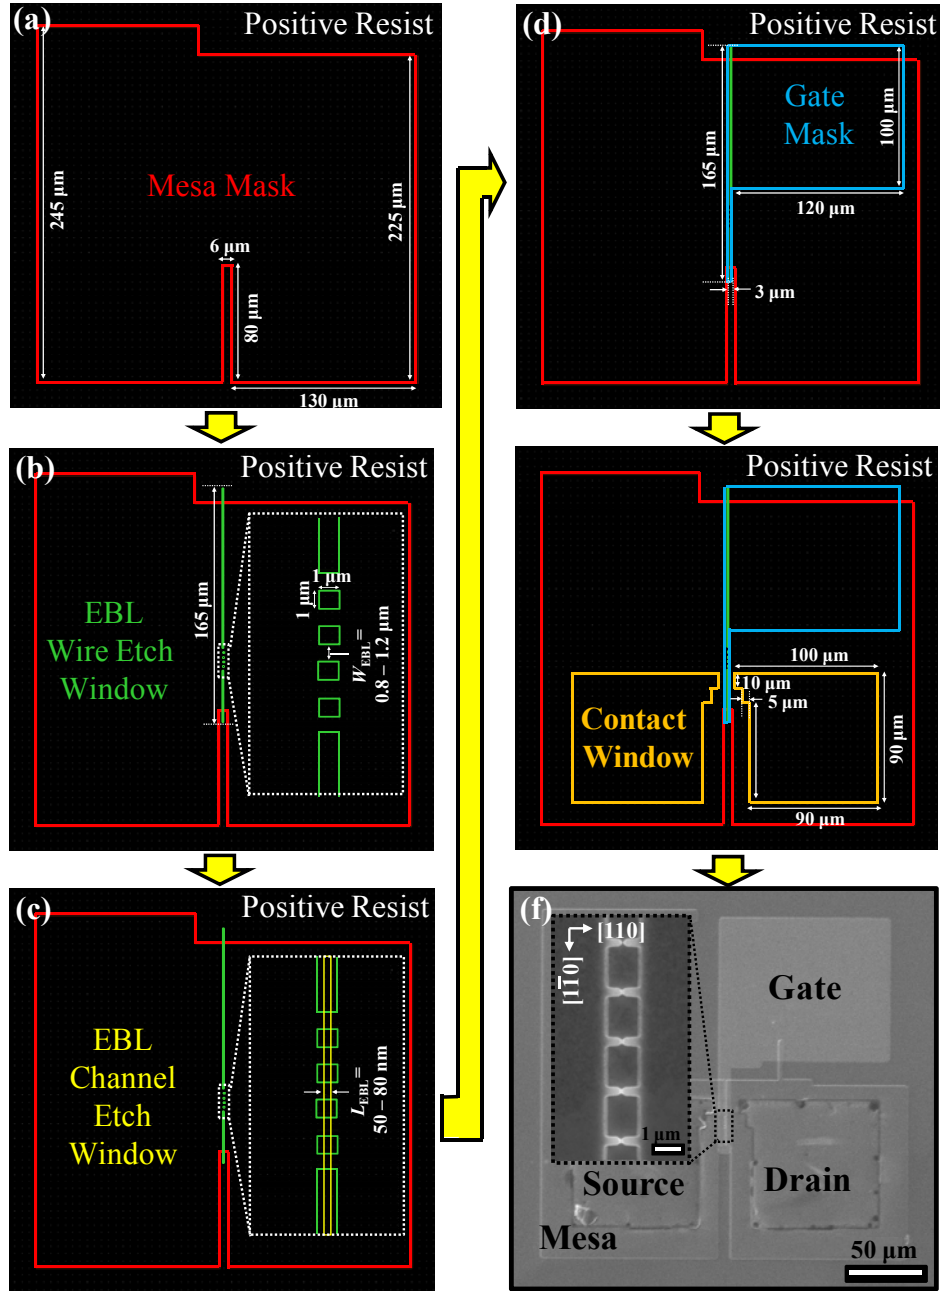 (a)
Positive Resist
245 µm
Mesa Mask
225 µm
6 µm
80 µm
130 µm
(b)
Positive Resist
165 µm
EBL
Wire Etch
Window
1 µm
1 µm
W_EBL =
0.8 – 1.2 µm
(c)
Positive Resist
EBL
Channel
Etch
Window
L_EBL =
50 – 80 nm
(d)
Positive Resist
Gate
Mask
165 µm
100 µm
120 µm
3 µm
Positive Resist
100 µm
10 µm
5 µm
Contact
Window
90 µm
90 µm
(f)
[110]
[11̄0]
1 µm
Gate
Source
Drain
Mesa
50 µm